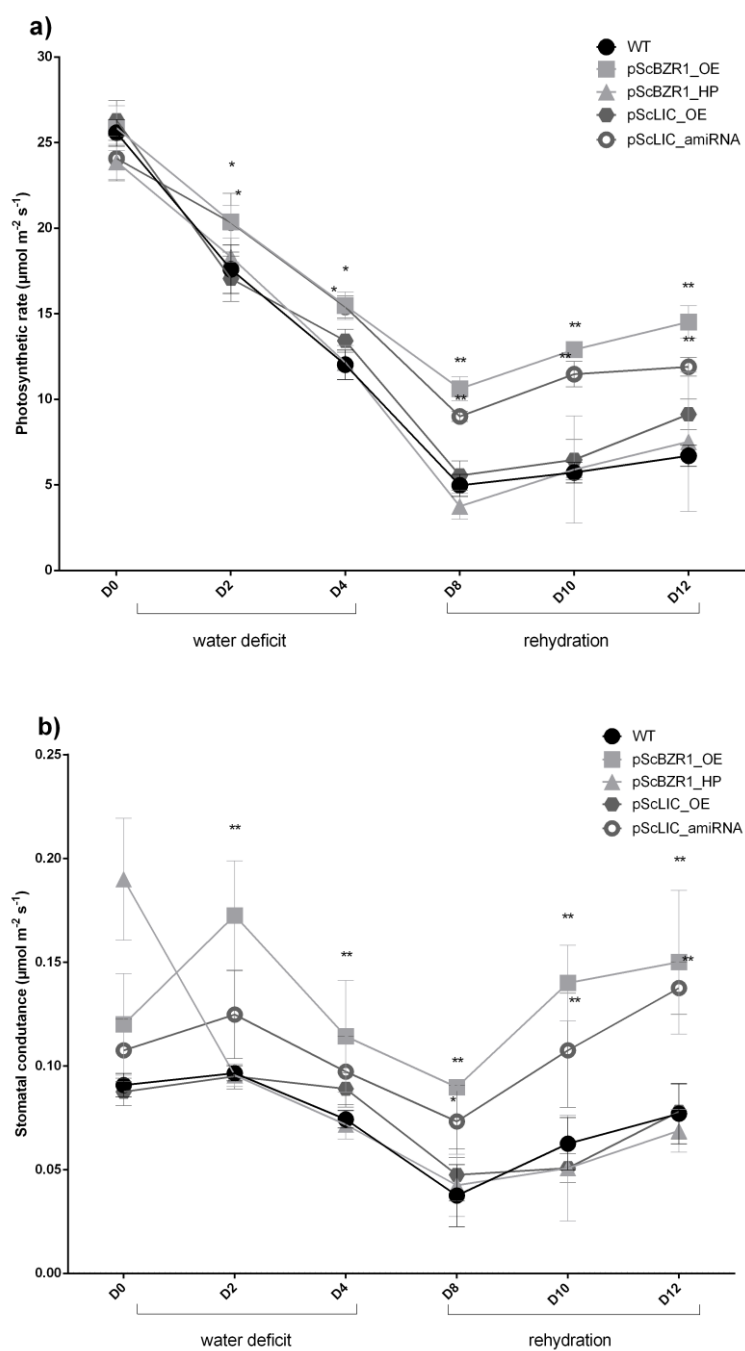 a)
WT
pScBZR1_OE
pScBZR1_HP
pScLIC_OE
pScLIC_amiRNA
Photosynthetic rate (µmol m⁻² s⁻¹)
30
25
20
15
10
5
0
* * * * ** ** ** ** ** **
D0 D2 D4 D8 D10 D12
water deficit rehydration
b)
WT
pScBZR1_OE
pScBZR1_HP
pScLIC_OE
pScLIC_amiRNA
Stomatal condutance (µmol m⁻² s⁻¹)
0.25
0.20
0.15
0.10
0.05
0.00
** ** ** * ** ** ** **
D0 D2 D4 D8 D10 D12
water deficit rehydration